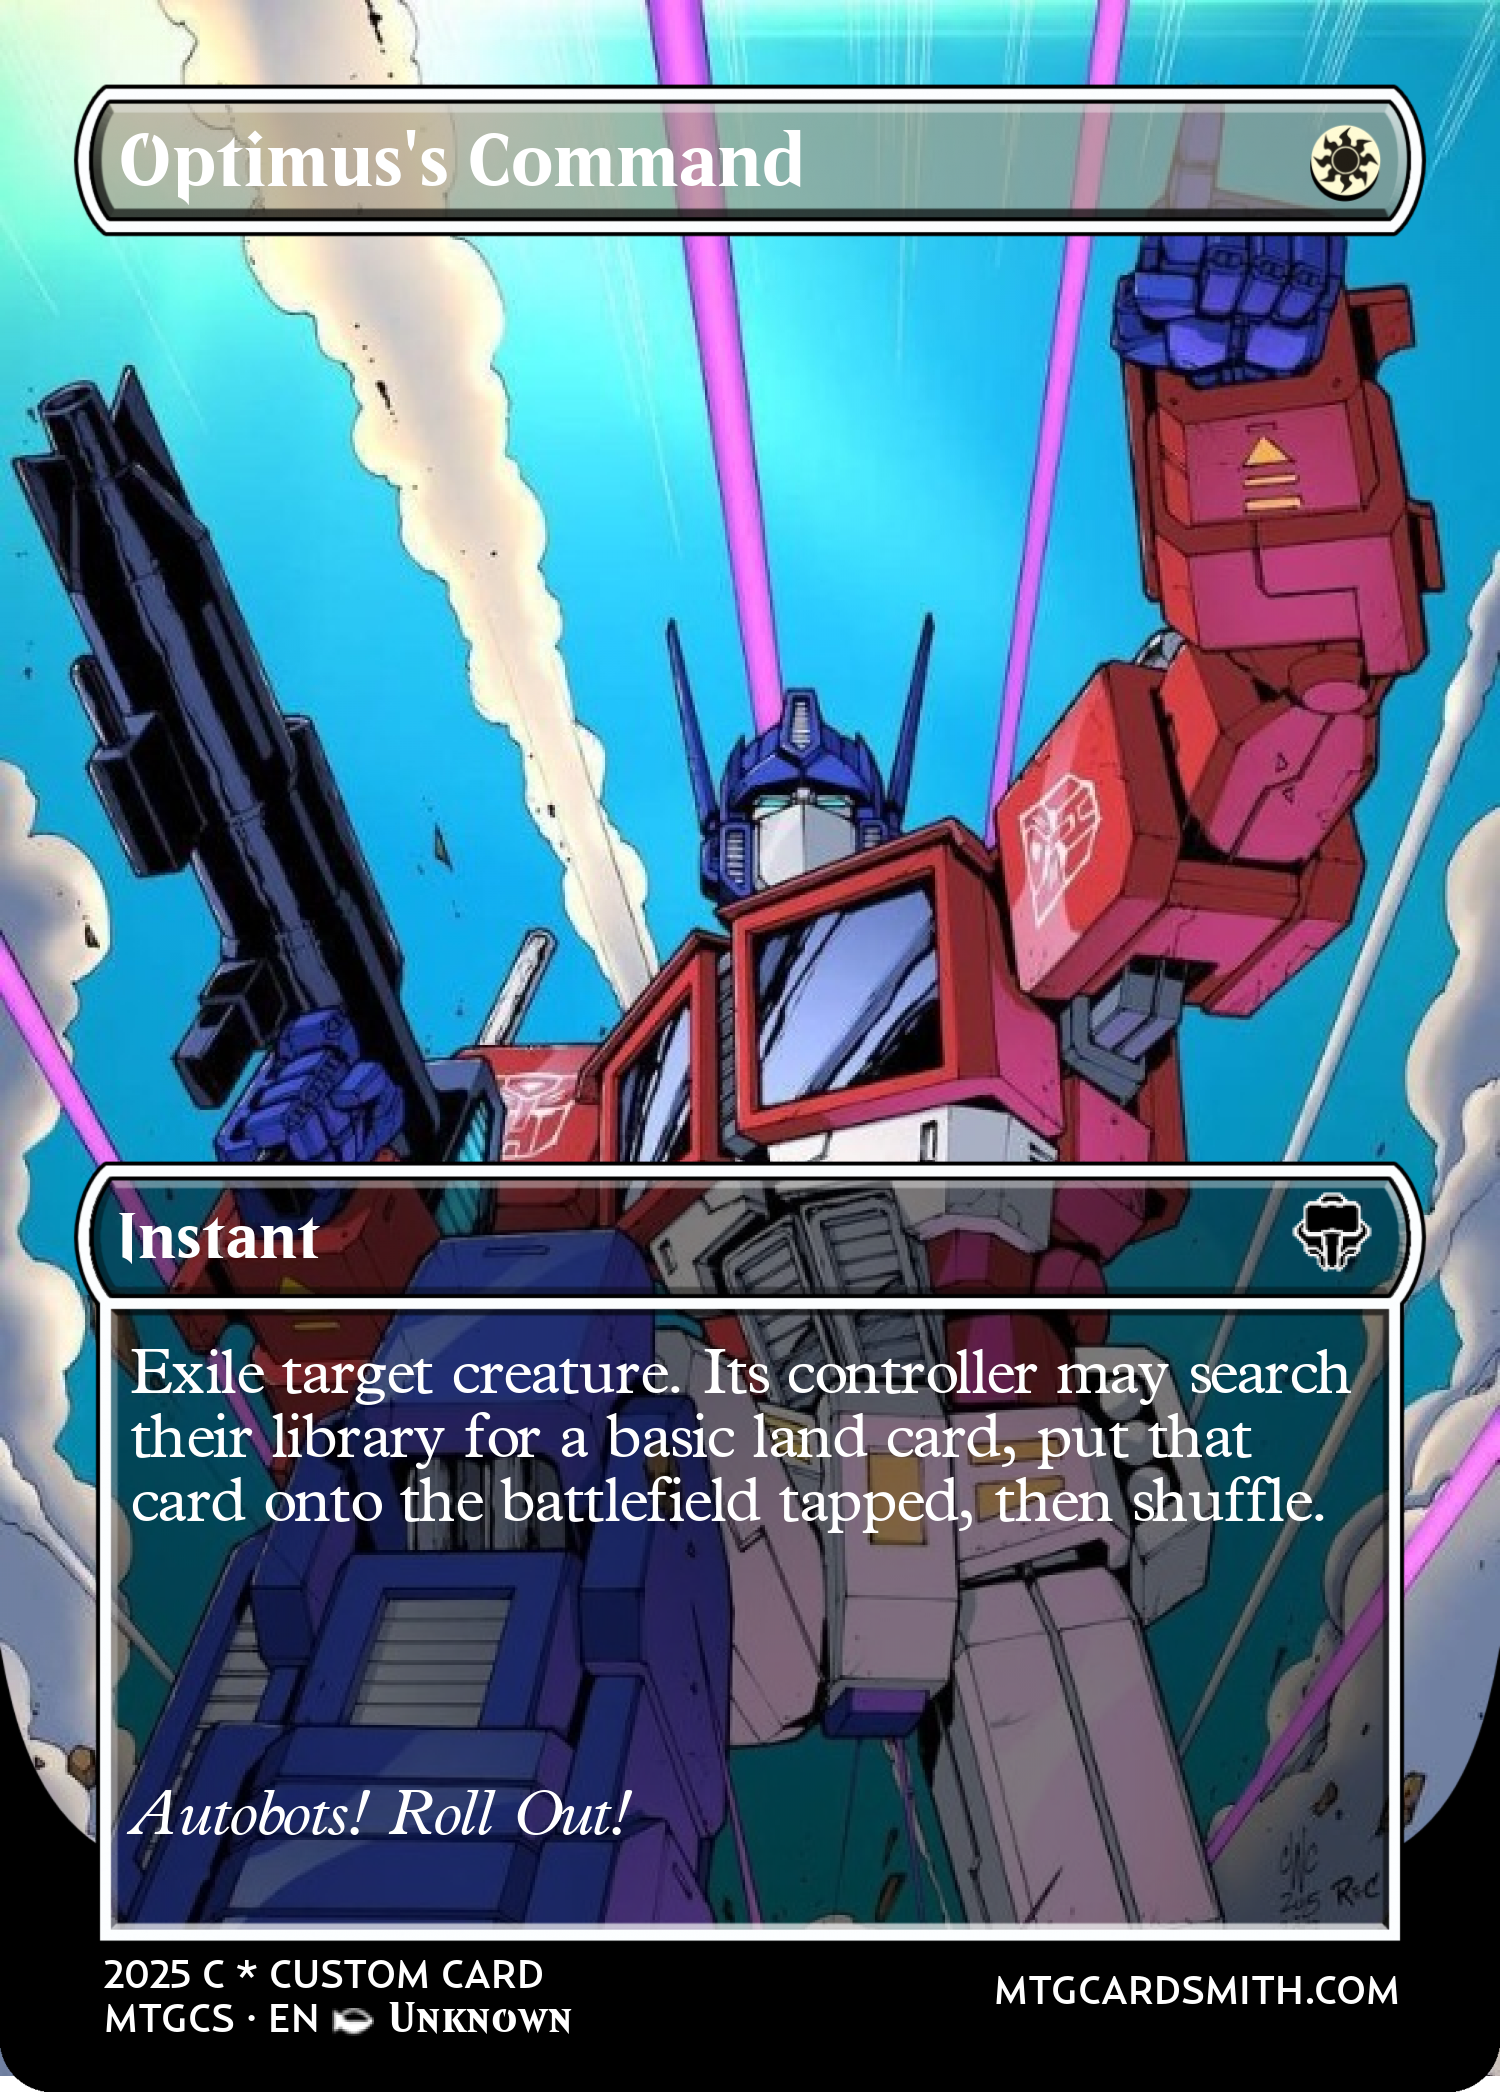 Optimus's Command
Instant
Exile target creature. Its controller may search
their library for a basic land card, put that
card onto the battlefield tapped, then shuffle.
Autobots! Roll Out!
2025 C * CUSTOM CARD
MTGCS · EN Unknown
MTGCARDSMITH.COM